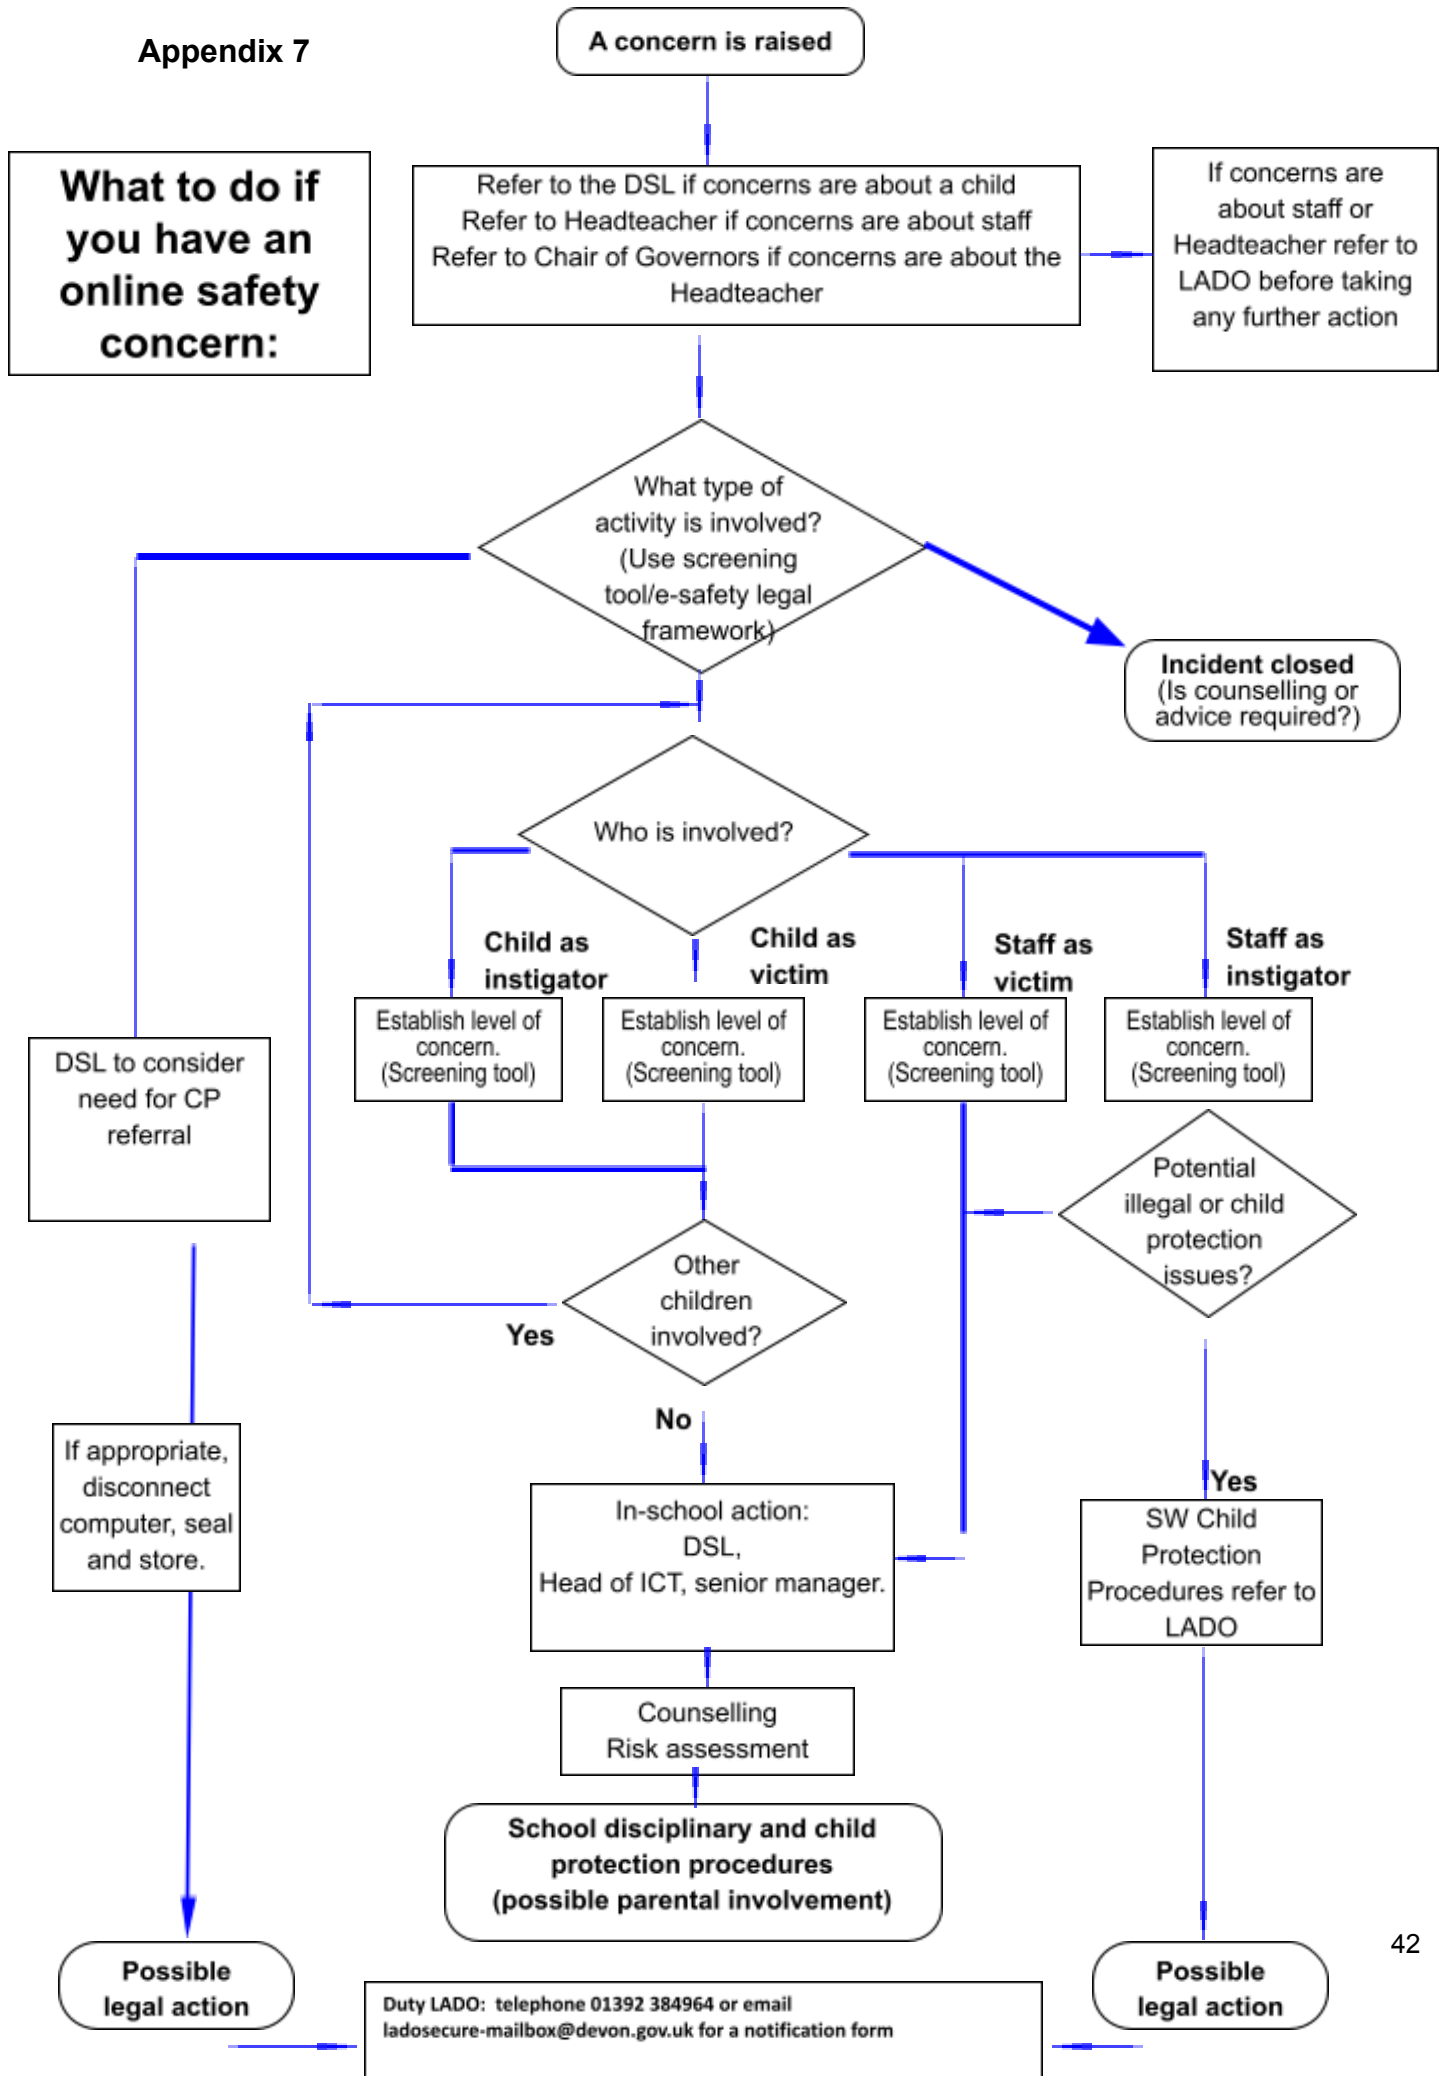 Appendix 7
A concern is raised
What to do if
you have an
online safety
concern:
Refer to the DSL if concerns are about a child
Refer to Headteacher if concerns are about staff
Refer to Chair of Governors if concerns are about the
Headteacher
If concerns are
about staff or
Headteacher refer to
LADO before taking
any further action
What type of
activity is involved?
(Use screening
tool/e-safety legal
framework)
Incident closed
(Is counselling or
advice required?)
Who is involved?
Child as
instigator
Child as
victim
Staff as
victim
Staff as
instigator
Establish level of
concern.
(Screening tool)
Establish level of
concern.
(Screening tool)
Establish level of
concern.
(Screening tool)
Establish level of
concern.
(Screening tool)
DSL to consider
need for CP
referral
Potential
illegal or child
protection
issues?
Other
children
involved?
Yes
No
If appropriate,
disconnect
computer, seal
and store.
In-school action:
DSL,
Head of ICT, senior manager.
Yes
SW Child
Protection
Procedures refer to
LADO
Counselling
Risk assessment
School disciplinary and child
protection procedures
(possible parental involvement)
42
Possible
legal action
Possible
legal action
Duty LADO: telephone 01392 384964 or email
ladosecure-mailbox@devon.gov.uk for a notification form